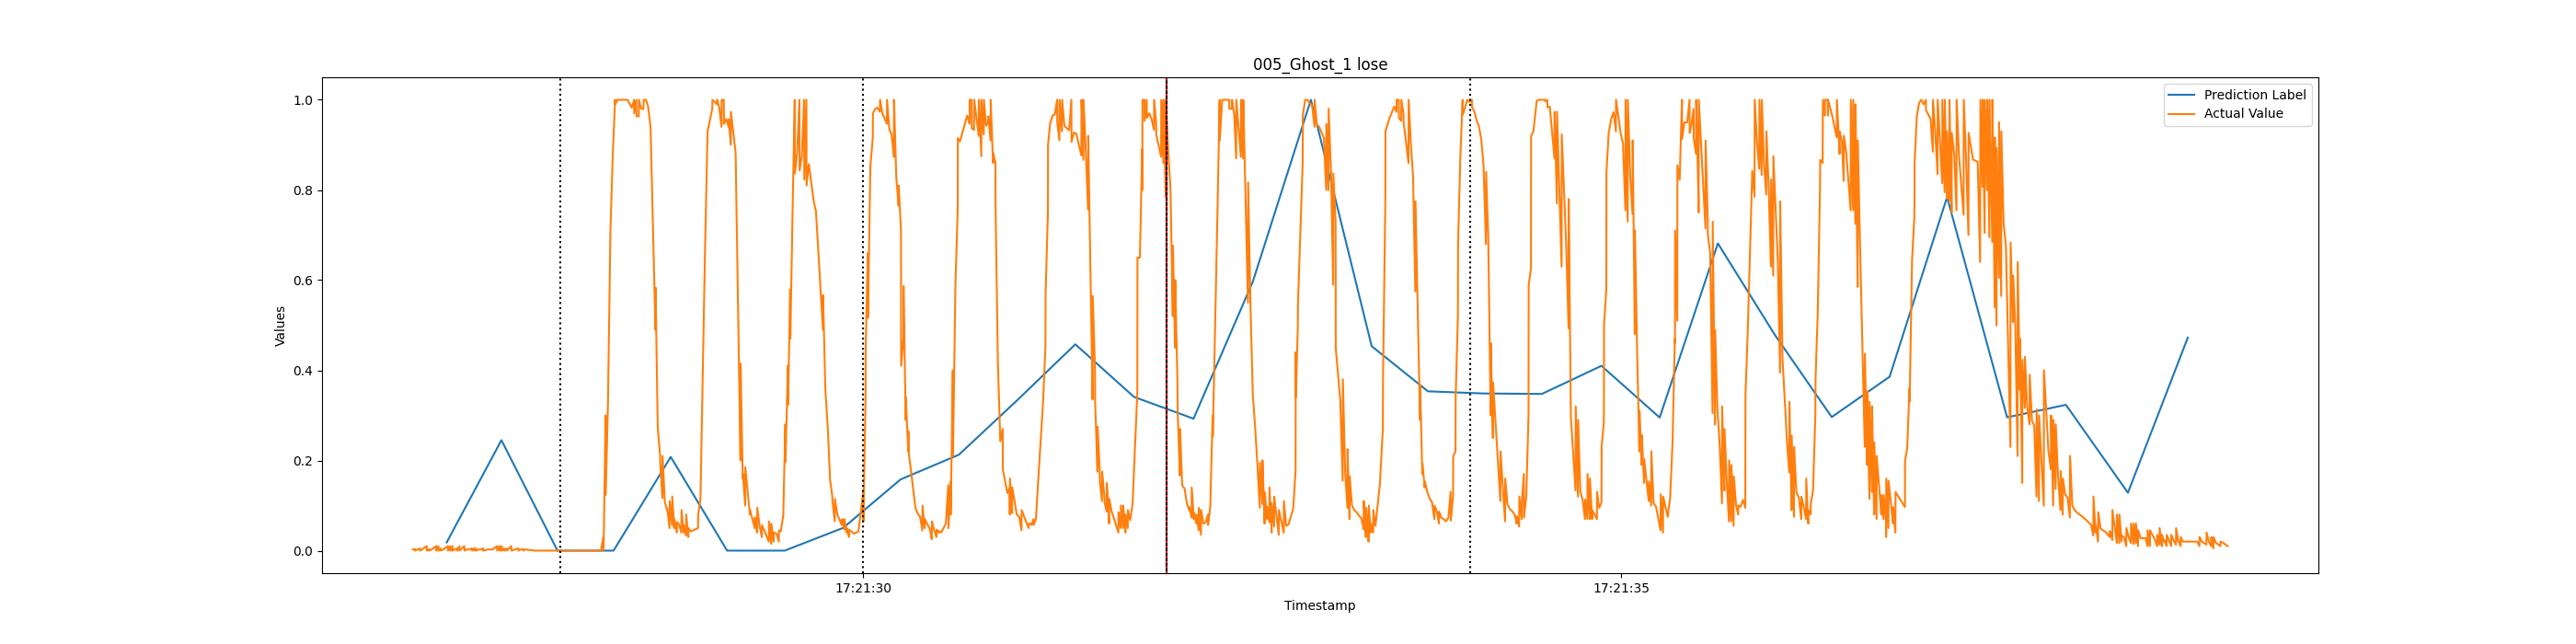 005_Ghost_1 lose
Prediction Label
Actual Value
1.0
0.8
0.6
0.4
0.2
0.0
Values
17:21:30
17:21:35
Timestamp